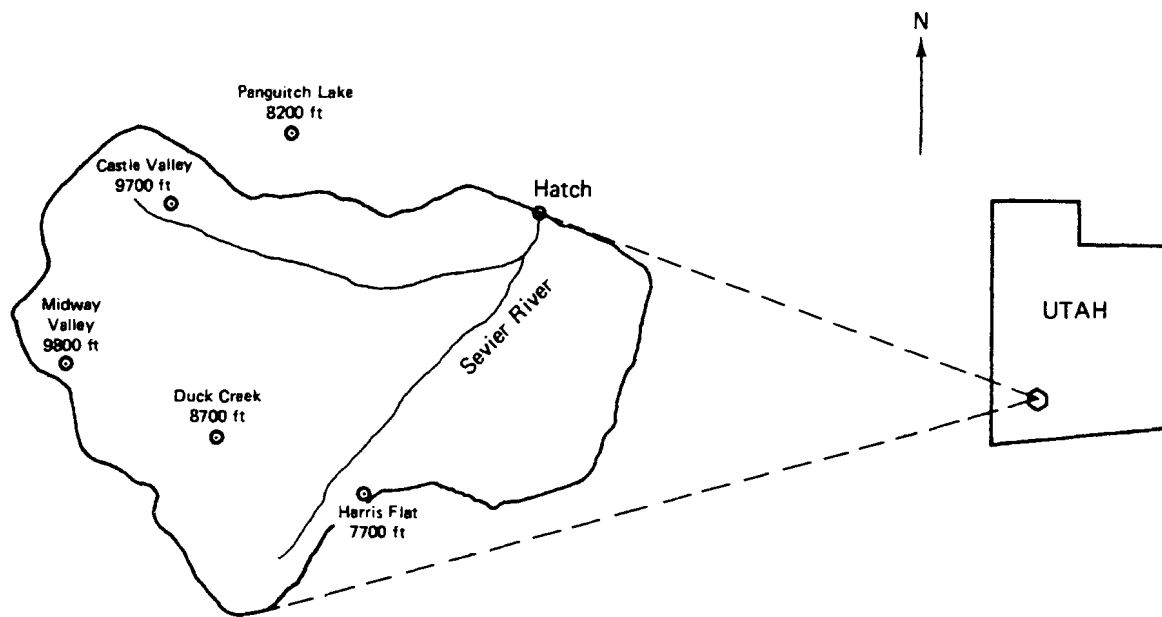 N
Panguitch Lake
8200 ft
Castle Valley
9700 ft
Hatch
Midway
Valley
9800 ft
Sevier River
UTAH
Duck Creek
8700 ft
Harris Flat
7700 ft